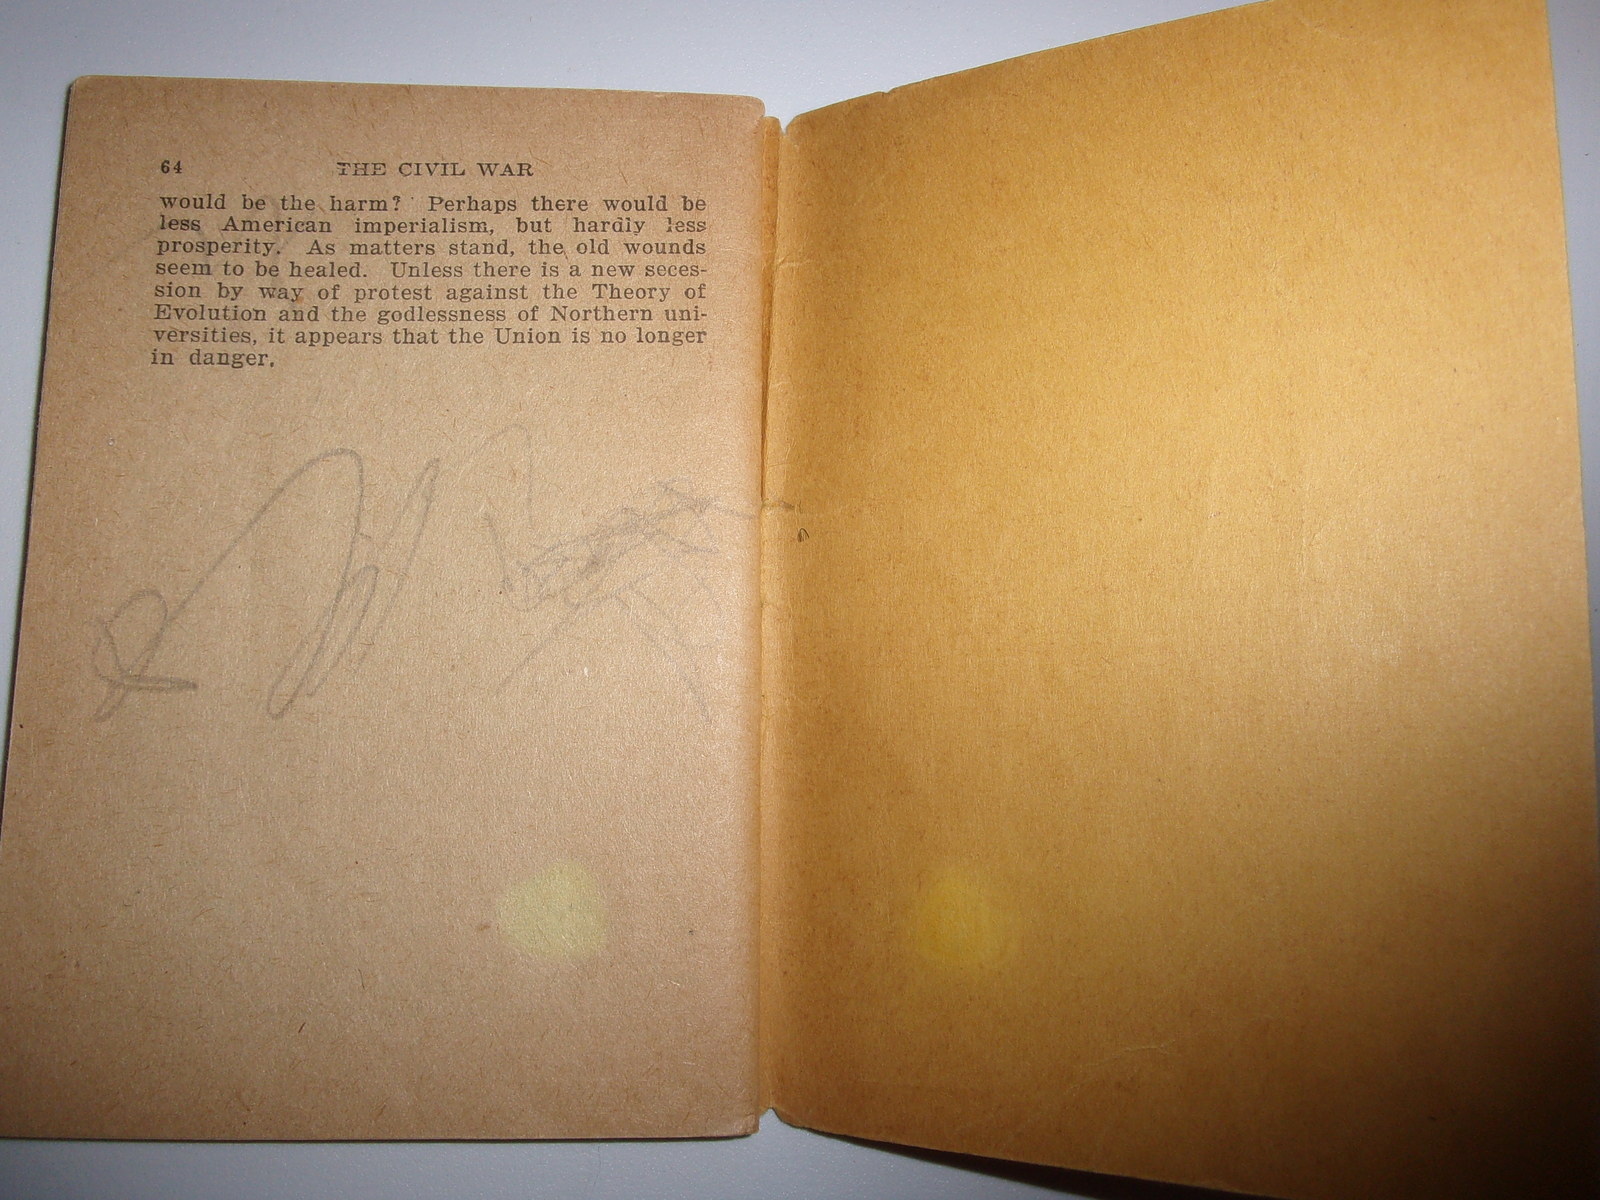 64 THE CIVIL WAR
would be the harm? Perhaps there would be
less American imperialism, but hardly less
prosperity. As matters stand, the old wounds
seem to be healed. Unless there is a new seces-
sion by way of protest against the Theory of
Evolution and the godlessness of Northern uni-
versities, it appears that the Union is no longer
in danger.